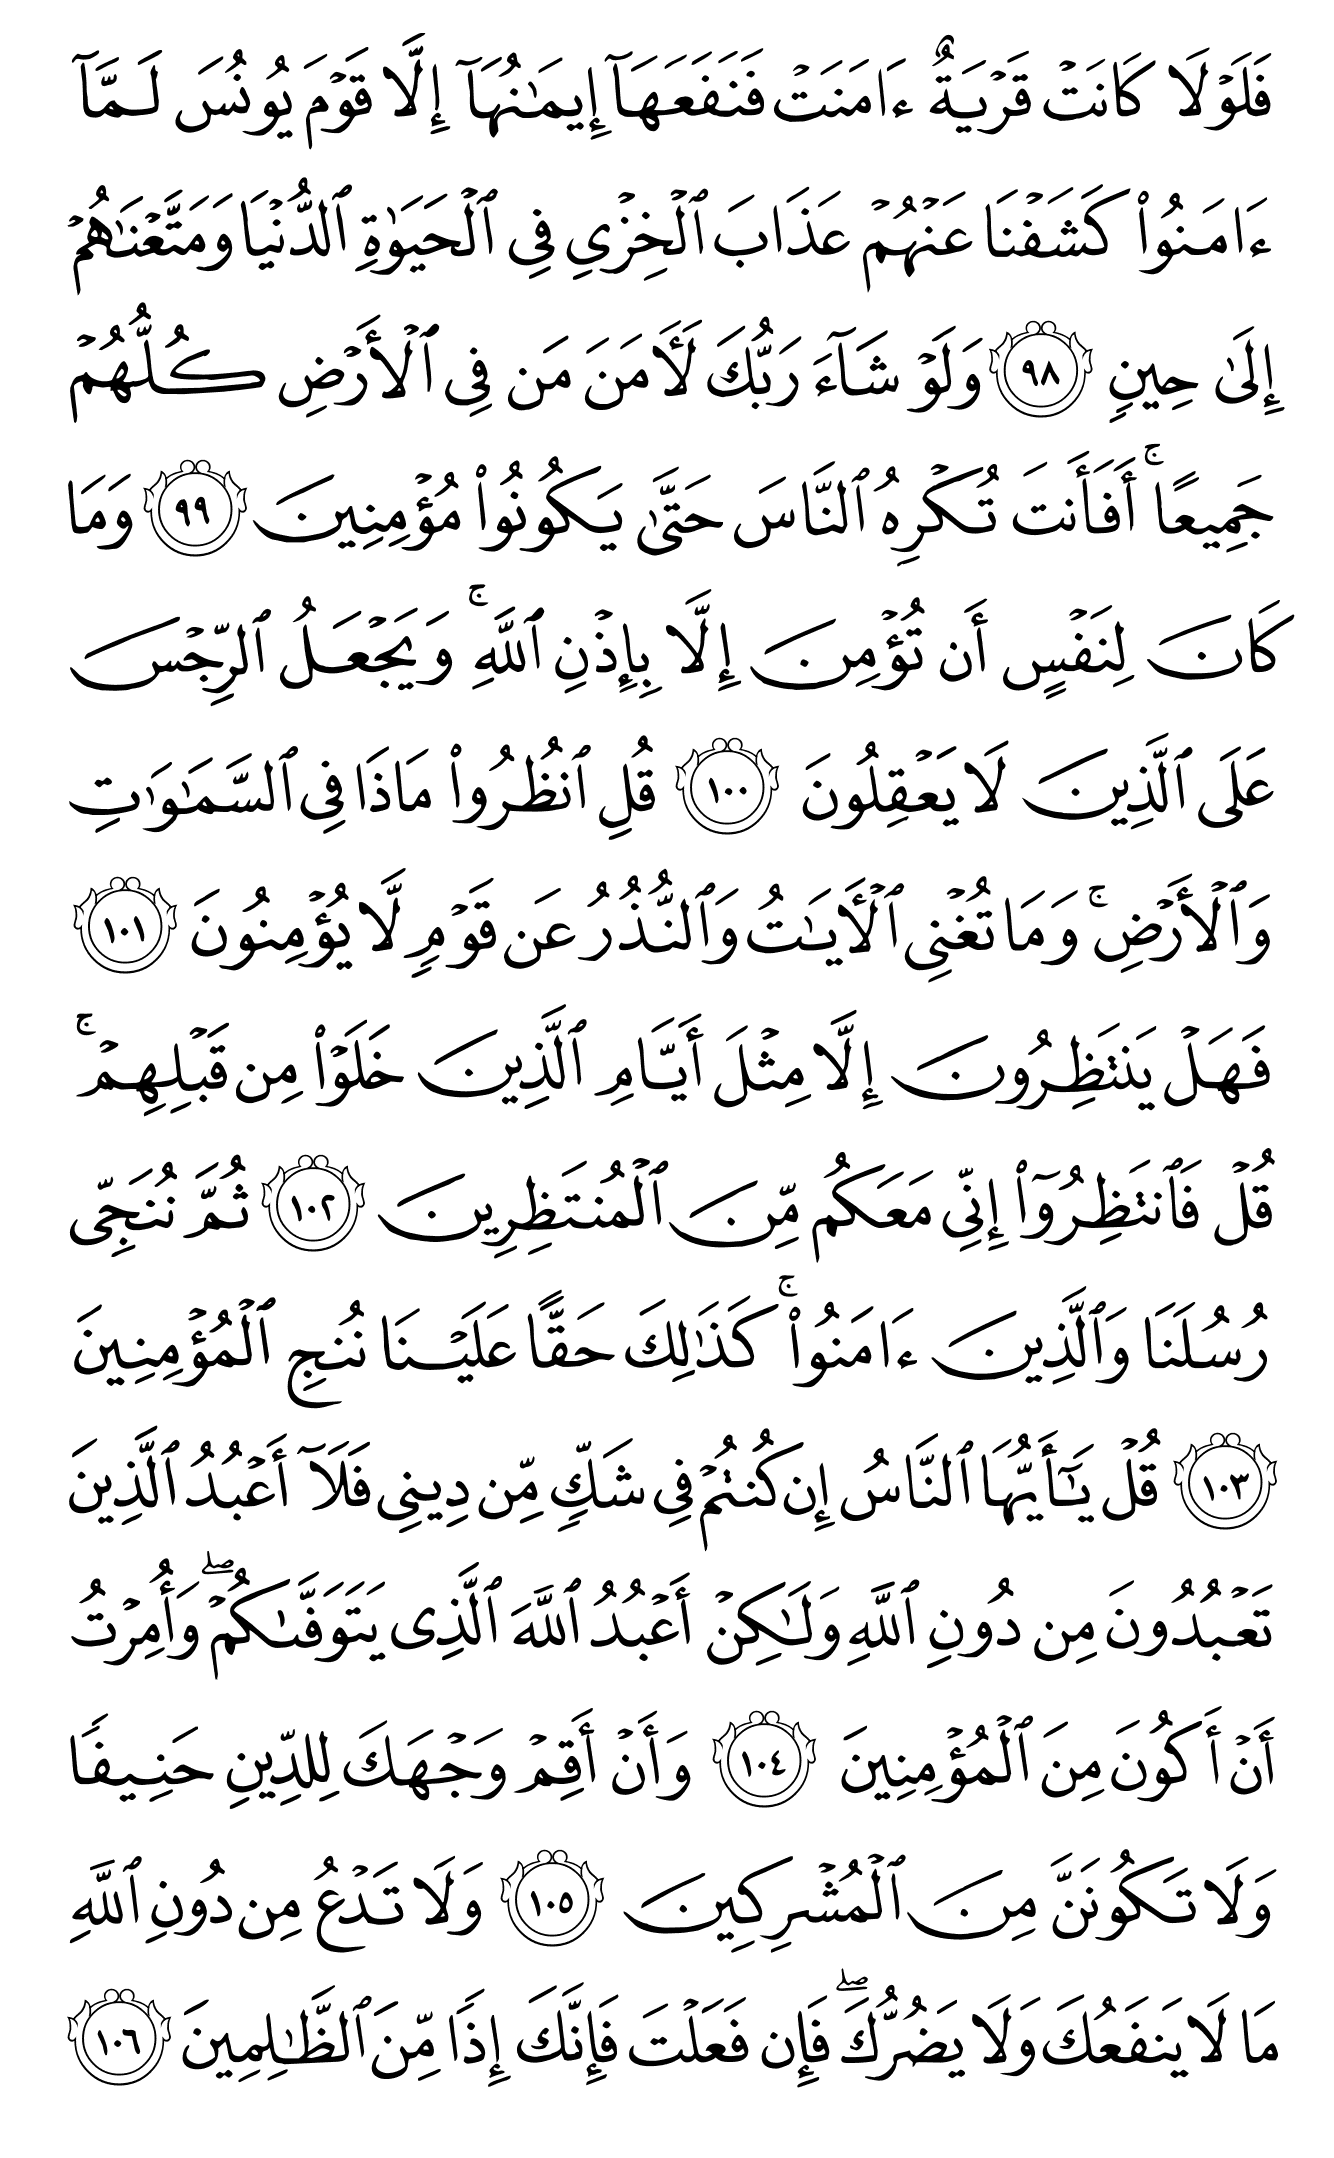 فَلَوْلَا كَانَتْ قَرْيَةٌ ءَامَنَتْ فَنَفَعَهَآ إِيمَـٰنُهَآ إِلَّا قَوْمَ يُونُسَ لَمَّآ
ءَامَنُوا۟ كَشَفْنَا عَنْهُمْ عَذَابَ ٱلْخِزْىِ فِى ٱلْحَيَوٰةِ ٱلدُّنْيَا وَمَتَّعْنَـٰهُمْ
إِلَىٰ حِينٍ ٩٨ وَلَوْ شَآءَ رَبُّكَ لَـَٔامَنَ مَن فِى ٱلْأَرْضِ كُلُّهُمْ
جَمِيعًا ۚ أَفَأَنتَ تُكْرِهُ ٱلنَّاسَ حَتَّىٰ يَكُونُوا۟ مُؤْمِنِينَ ٩٩ وَمَا
كَانَ لِنَفْسٍ أَن تُؤْمِنَ إِلَّا بِإِذْنِ ٱللَّهِ ۚ وَيَجْعَلُ ٱلرِّجْسَ
عَلَى ٱلَّذِينَ لَا يَعْقِلُونَ ١٠٠ قُلِ ٱنظُرُوا۟ مَاذَا فِى ٱلسَّمَـٰوَٰتِ
وَٱلْأَرْضِ ۚ وَمَا تُغْنِى ٱلْـَٔايَـٰتُ وَٱلنُّذُرُ عَن قَوْمٍ لَّا يُؤْمِنُونَ ١٠١
فَهَلْ يَنتَظِرُونَ إِلَّا مِثْلَ أَيَّامِ ٱلَّذِينَ خَلَوْا۟ مِن قَبْلِهِمْ ۚ
قُلْ فَٱنتَظِرُوٓا۟ إِنِّى مَعَكُم مِّنَ ٱلْمُنتَظِرِينَ ١٠٢ ثُمَّ نُنَجِّى
رُسُلَنَا وَٱلَّذِينَ ءَامَنُوا۟ ۚ كَذَٰلِكَ حَقًّا عَلَيْنَا نُنجِ ٱلْمُؤْمِنِينَ
١٠٣ قُلْ يَـٰٓأَيُّهَا ٱلنَّاسُ إِن كُنتُمْ فِى شَكٍّ مِّن دِينِى فَلَآ أَعْبُدُ ٱلَّذِينَ
تَعْبُدُونَ مِن دُونِ ٱللَّهِ وَلَـٰكِنْ أَعْبُدُ ٱللَّهَ ٱلَّذِى يَتَوَفَّىٰكُمْ ۖ وَأُمِرْتُ
أَنْ أَكُونَ مِنَ ٱلْمُؤْمِنِينَ ١٠٤ وَأَنْ أَقِمْ وَجْهَكَ لِلدِّينِ حَنِيفًا
وَلَا تَكُونَنَّ مِنَ ٱلْمُشْرِكِينَ ١٠٥ وَلَا تَدْعُ مِن دُونِ ٱللَّهِ
مَا لَا يَنفَعُكَ وَلَا يَضُرُّكَ ۖ فَإِن فَعَلْتَ فَإِنَّكَ إِذًا مِّنَ ٱلظَّـٰلِمِينَ ١٠٦